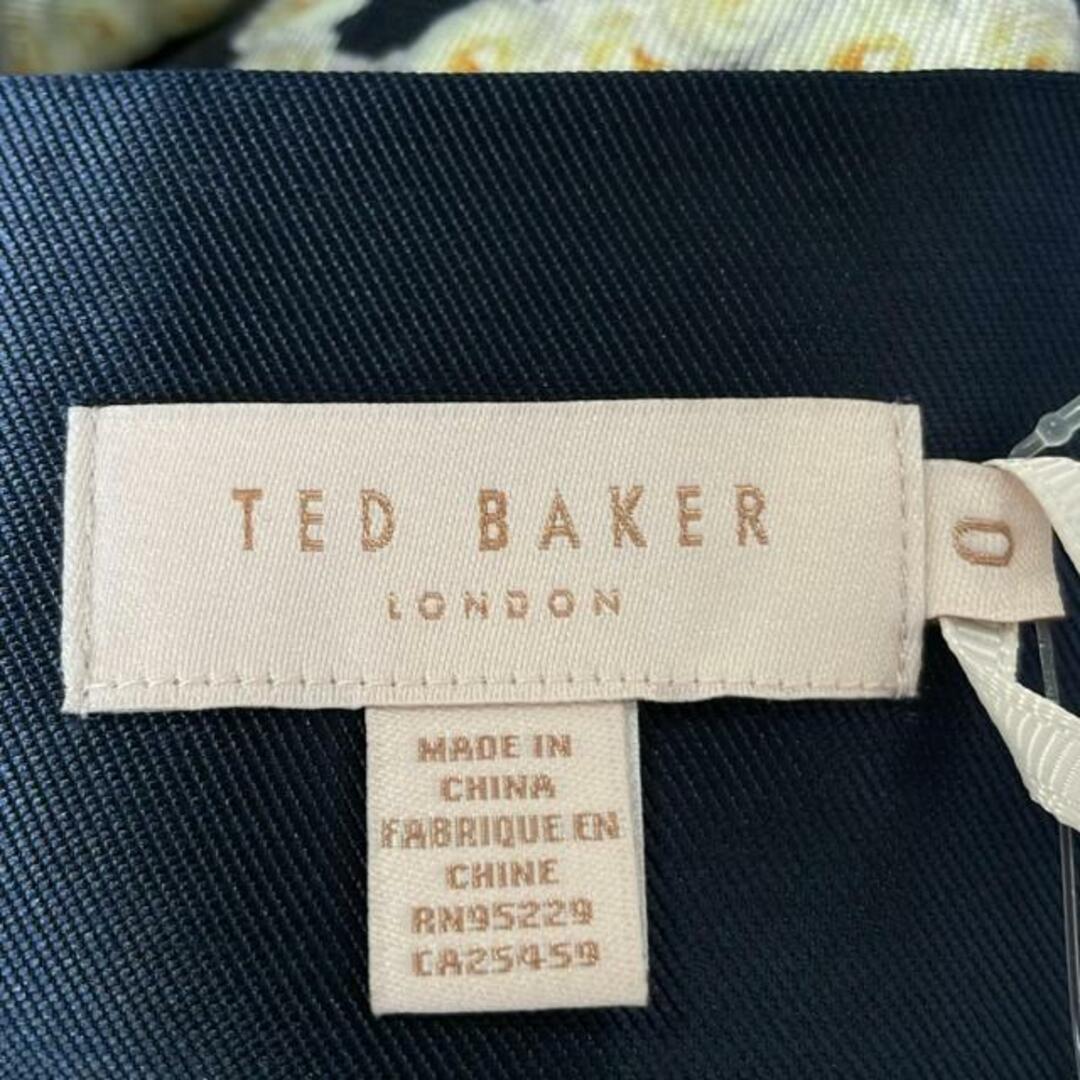 TED BAKER
LONDON
0
MADE IN
CHINA
FABRIQUE EN
CHINE
RN95229
CA25459